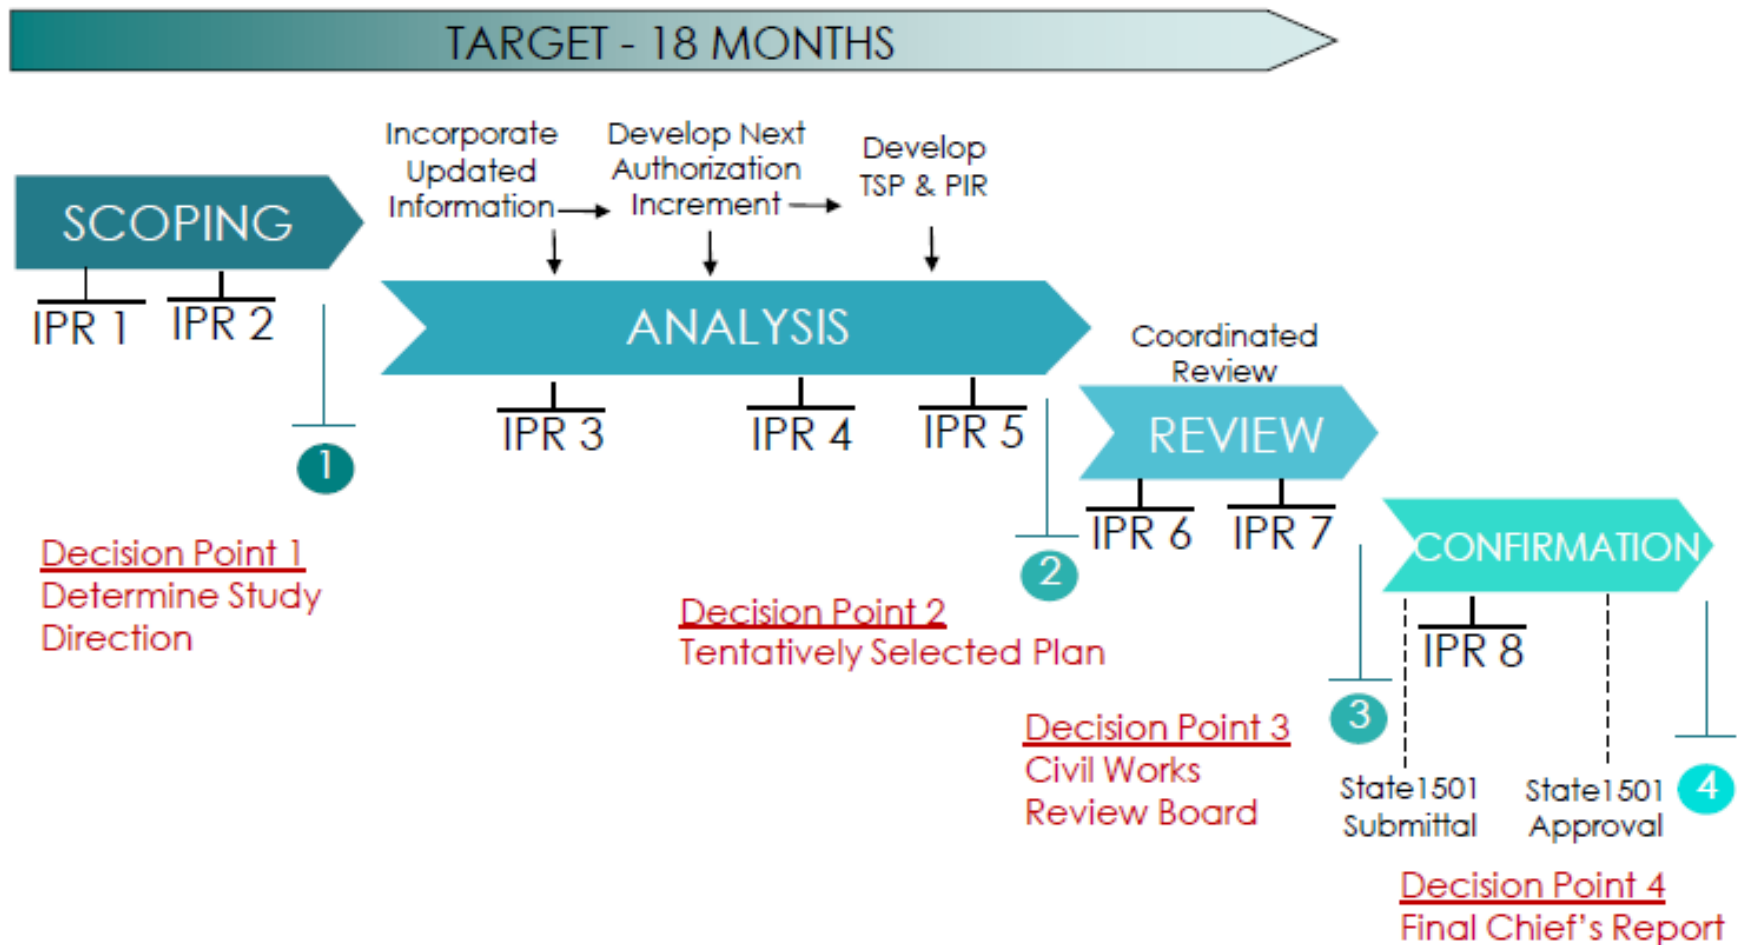 TARGET - 18 MONTHS
Incorporate
Updated
Information
Develop Next
Authorization
Increment
Develop
TSP & PIR
SCOPING
IPR 1
IPR 2
1
ANALYSIS
IPR 3
IPR 4
IPR 5
Coordinated
Review
REVIEW
IPR 6
IPR 7
2
CONFIRMATION
IPR 8
3
State1501
Submittal
State1501
Approval
4
Decision Point 1
Determine Study
Direction
Decision Point 2
Tentatively Selected Plan
Decision Point 3
Civil Works
Review Board
Decision Point 4
Final Chief's Report